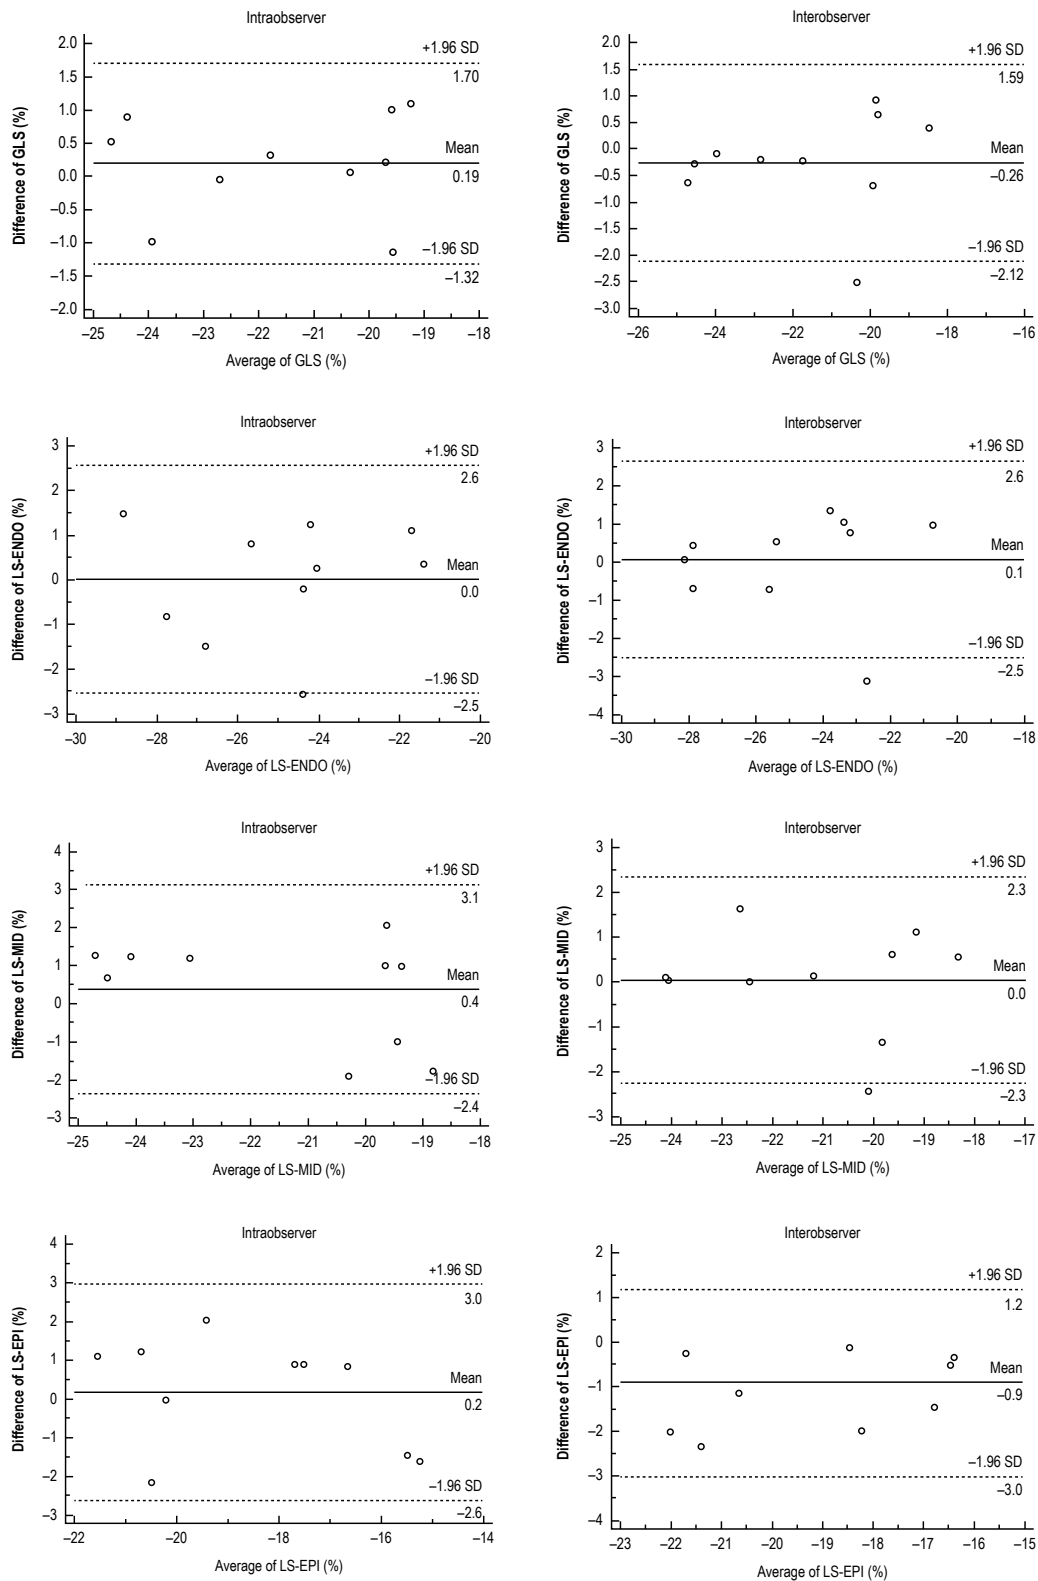 Intraobserver
Difference of GLS (%)
2.0
1.5
1.0
0.5
0.0
–0.5
–1.0
–1.5
–2.0
+1.96 SD
1.70
Mean
0.19
–1.96 SD
–1.32
–25 –24 –23 –22 –21 –20 –19 –18
Average of GLS (%)
Interobserver
Difference of GLS (%)
2.0
1.5
1.0
0.5
0.0
–0.5
–1.0
–1.5
–2.0
–2.5
–3.0
+1.96 SD
1.59
Mean
–0.26
–1.96 SD
–2.12
–26 –24 –22 –20 –18 –16
Average of GLS (%)
Intraobserver
Difference of LS-ENDO (%)
3
2
1
0
–1
–2
–3
+1.96 SD
2.6
Mean
0.0
–1.96 SD
–2.5
–30 –28 –26 –24 –22 –20
Average of LS-ENDO (%)
Interobserver
Difference of LS-ENDO (%)
3
2
1
0
–1
–2
–3
–4
+1.96 SD
2.6
Mean
0.1
–1.96 SD
–2.5
–30 –28 –26 –24 –22 –20 –18
Average of LS-ENDO (%)
Intraobserver
Difference of LS-MID (%)
4
3
2
1
0
–1
–2
–3
+1.96 SD
3.1
Mean
0.4
–1.96 SD
–2.4
–25 –24 –23 –22 –21 –20 –19 –18
Average of LS-MID (%)
Interobserver
Difference of LS-MID (%)
3
2
1
0
–1
–2
–3
+1.96 SD
2.3
Mean
0.0
–1.96 SD
–2.3
–25 –24 –23 –22 –21 –20 –19 –18 –17
Average of LS-MID (%)
Intraobserver
Difference of LS-EPI (%)
4
3
2
1
0
–1
–2
–3
+1.96 SD
3.0
Mean
0.2
–1.96 SD
–2.6
–22 –20 –20 –18 –16 –14
Average of LS-EPI (%)
Interobserver
Difference of LS-EPI (%)
2
1
0
–1
–2
–3
–4
+1.96 SD
1.2
Mean
–0.9
–1.96 SD
–3.0
–23 –22 –21 –20 –19 –18 –17 –16 –15
Average of LS-EPI (%)